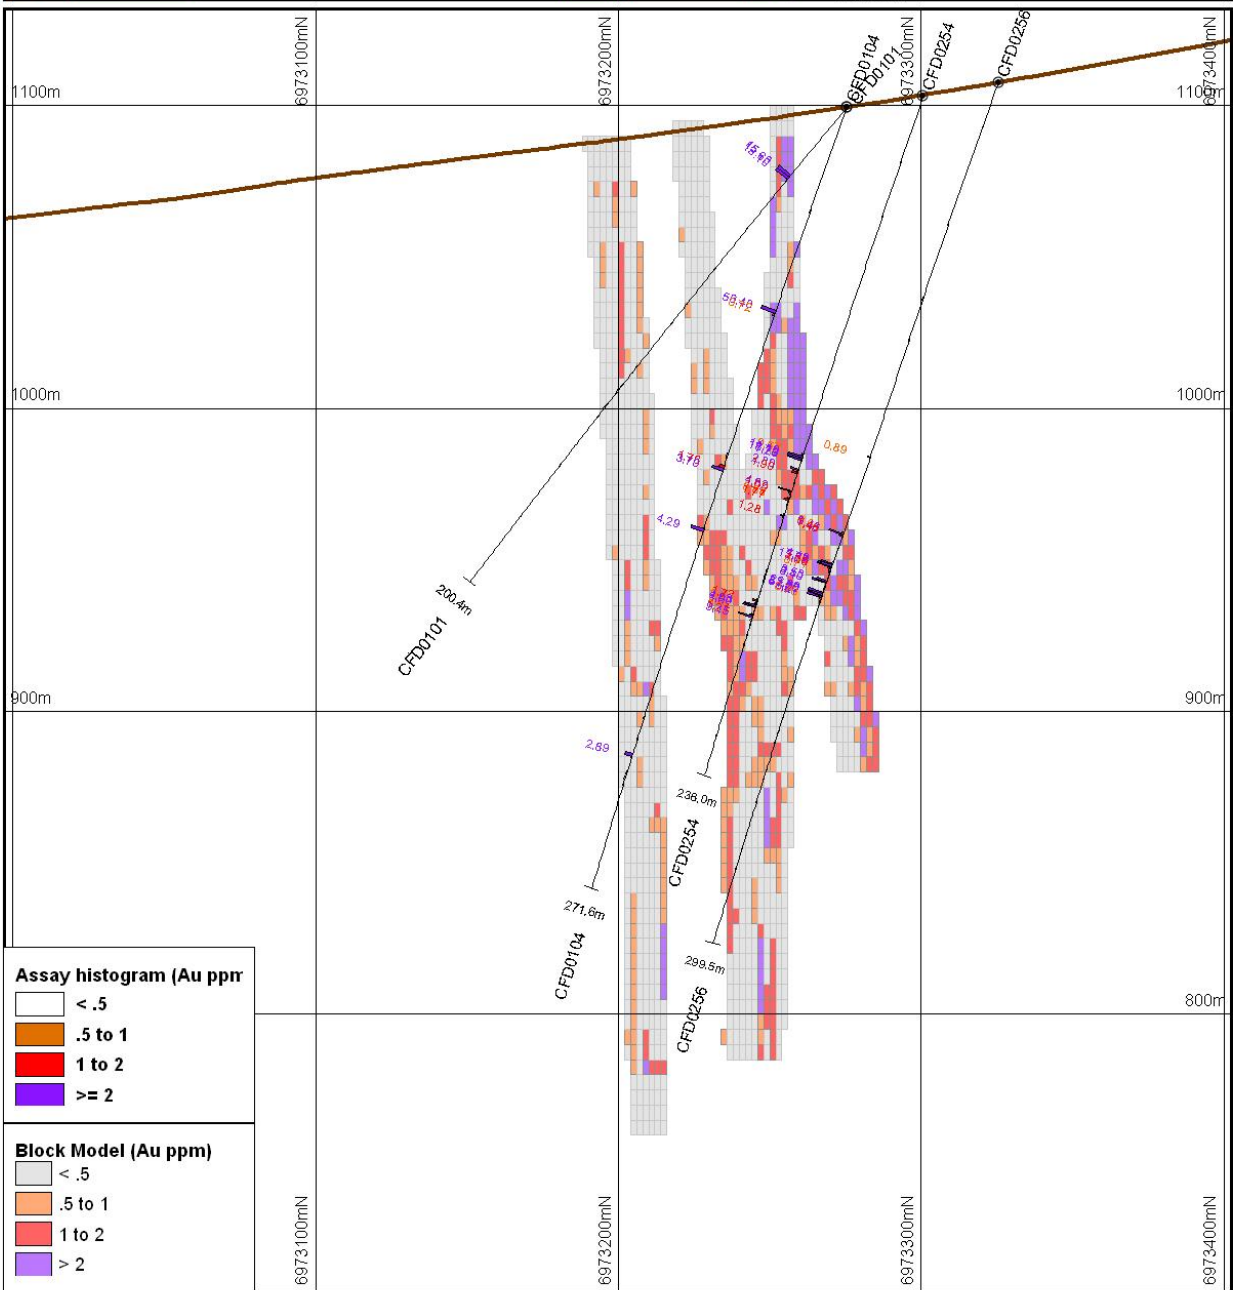 6973100mN
6973200mN
CFD0104
CFD0101
6973300mN
CFD0254
CFD0256
6973400mN
1100m
1100m
0.89
1000m
1000m
3.70
1.28
4.29
200.4m
CFD0101
900m
900m
2.89
236.0m
CFD0254
271.6m
CFD0104
299.5m
CFD0256
800m
Assay histogram (Au ppm
< .5
.5 to 1
1 to 2
>= 2
Block Model (Au ppm)
< .5
.5 to 1
1 to 2
> 2
6973100mN
6973200mN
6973300mN
6973400mN